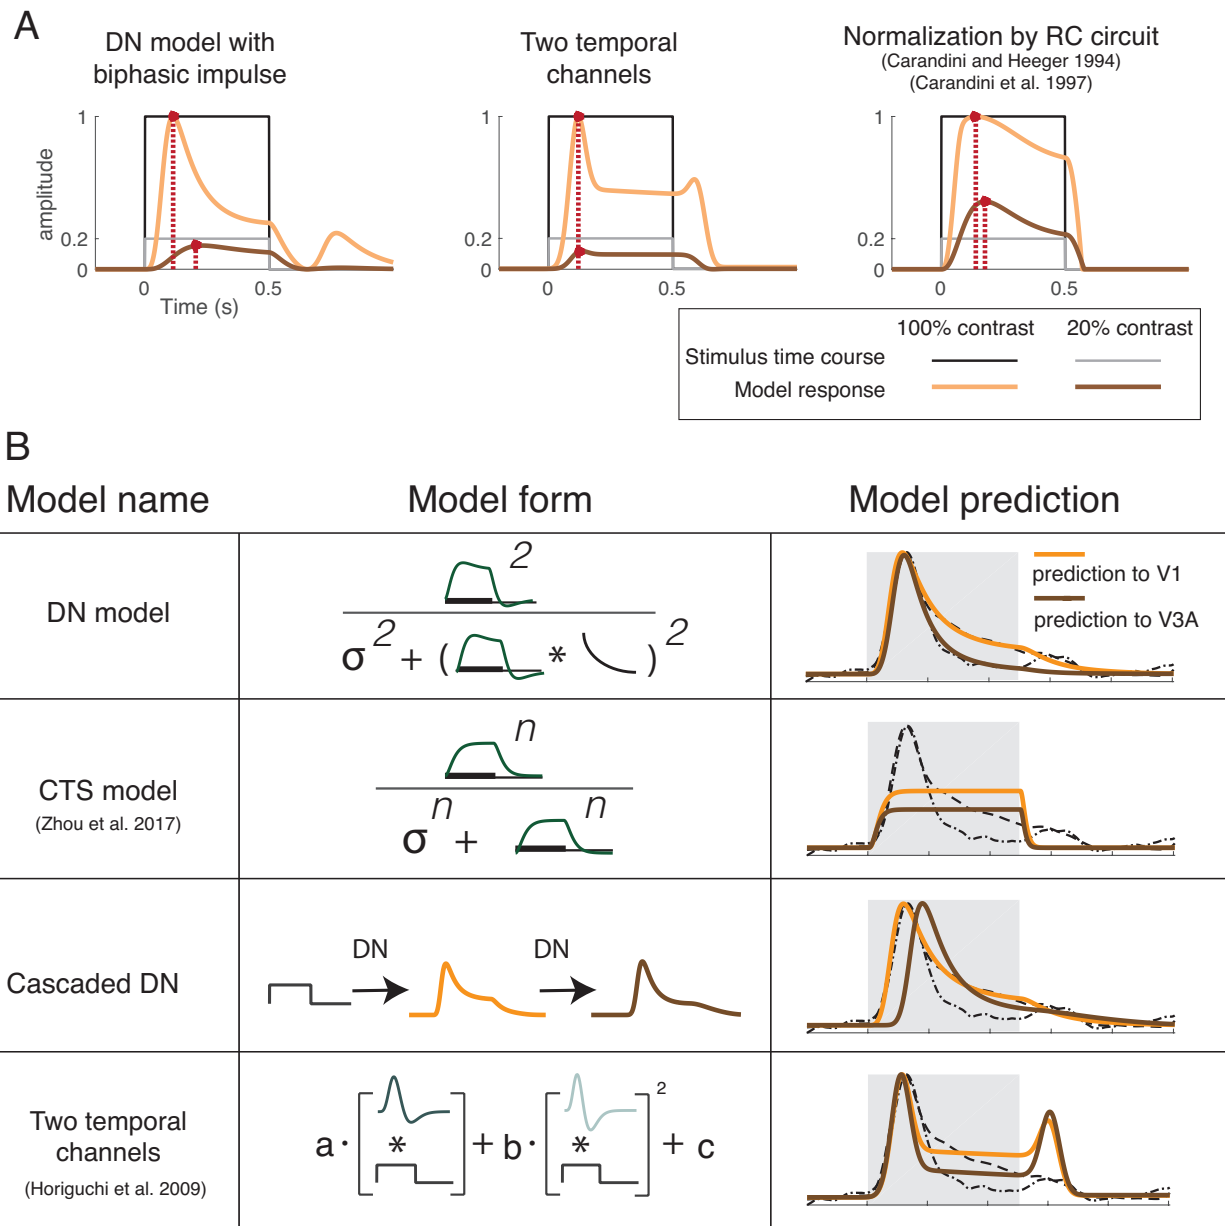 A
DN model with
biphasic impulse
Two temporal
channels
Normalization by RC circuit
(Carandini and Heeger 1994)
(Carandini et al. 1997)
amplitude
1
0.2
0
0
0.5
Time (s)
1
0.2
0
0
0.5
1
0.2
0
0
0.5
100% contrast
20% contrast
Stimulus time course
Model response
B
Model name
Model form
Model prediction
DN model
2
σ2 + ( * )2
prediction to V1
prediction to V3A
CTS model
(Zhou et al. 2017)
n
σn + n
Cascaded DN
DN
DN
Two temporal
channels
(Horiguchi et al. 2009)
a · [ * ] + b · [ * ]2 + c